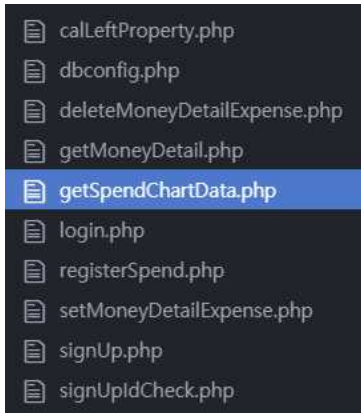 calLeftProperty.php
dbconfig.php
deleteMoneyDetailExpense.php
getMoneyDetail.php
getSpendChartData.php
login.php
registerSpend.php
setMoneyDetailExpense.php
signUp.php
signUpIdCheck.php